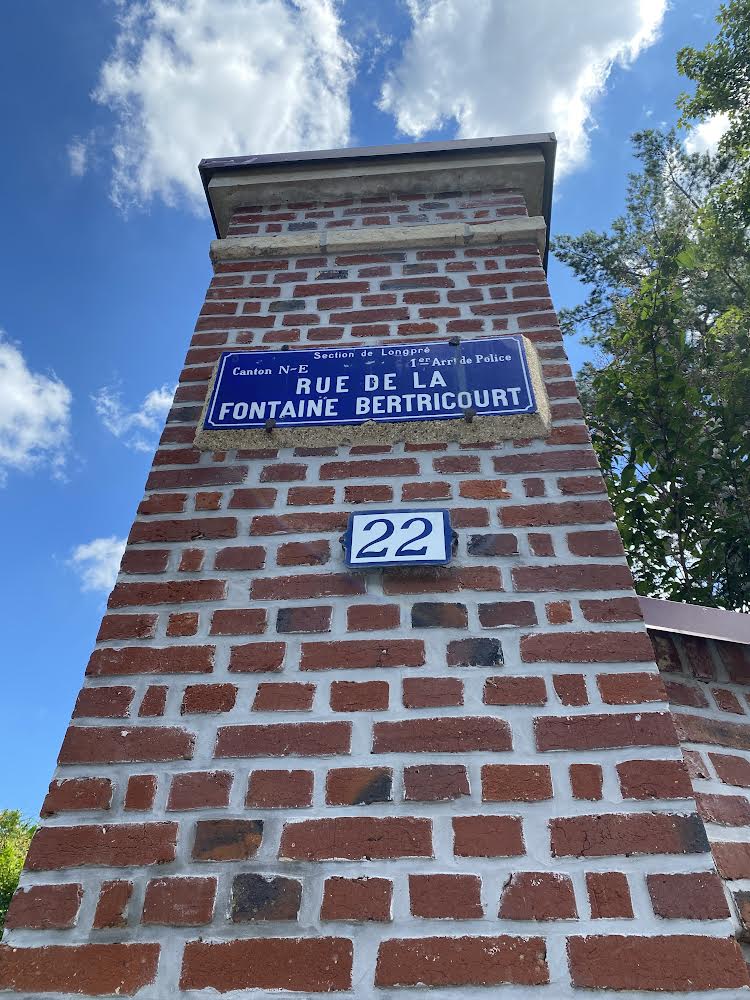 Section de Longpré
Canton N-E 1er Arrt de Police
RUE DE LA
FONTAINE BERTRICOURT
22